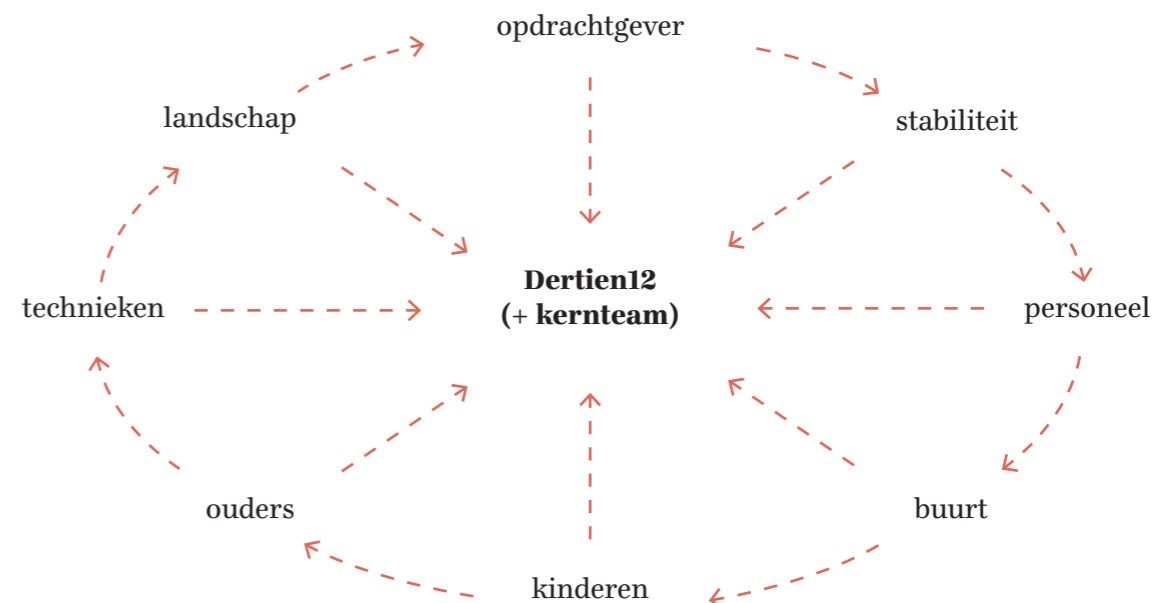 opdrachtgever
landschap
stabiliteit
Dertien12
(+ kernteam)
technieken
personeel
ouders
buurt
kinderen